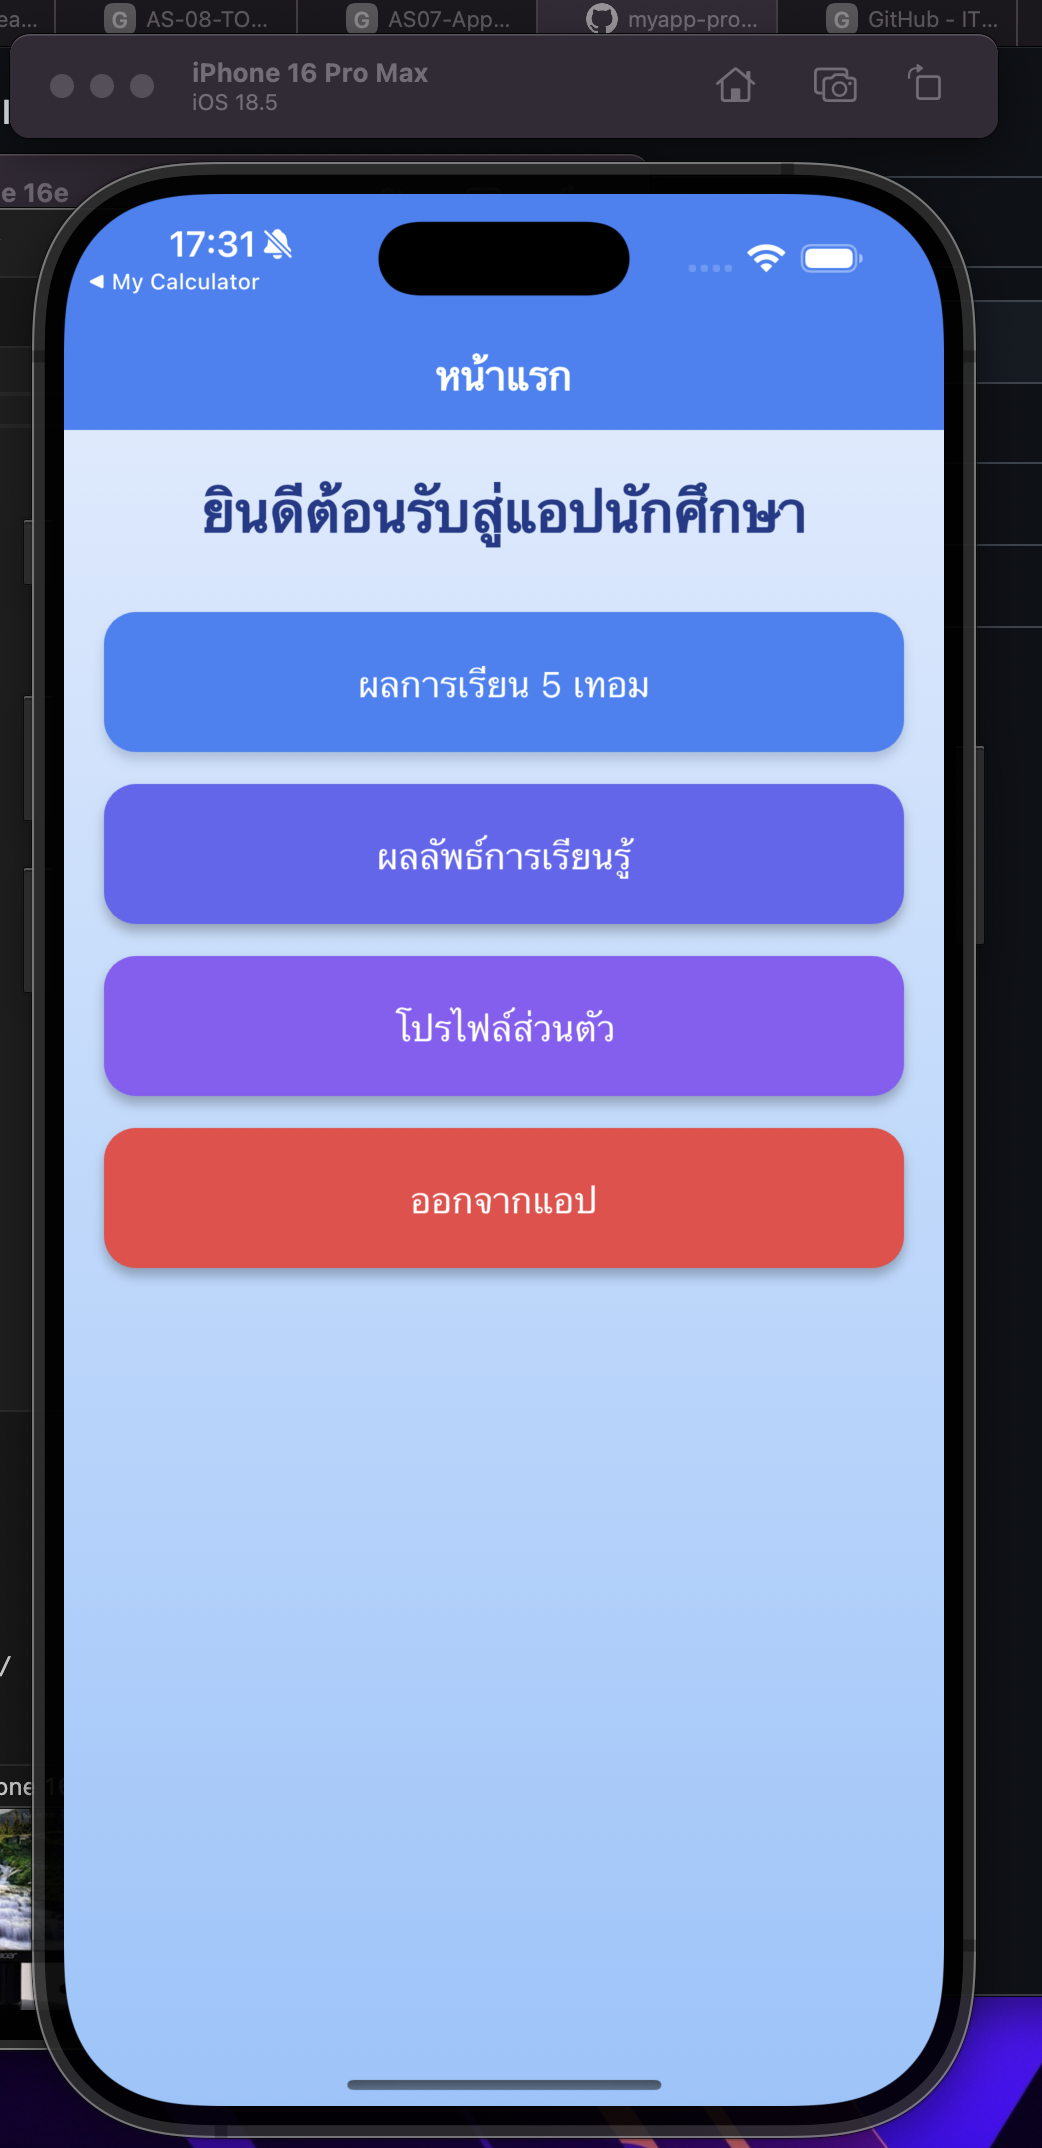 AS-08-TO...
AS07-App...
myapp-pro...
GitHub - IT...
iPhone 16 Pro Max
iOS 18.5
e 16e
17:31
◀ My Calculator
หน้าแรก
ยินดีต้อนรับสู่แอปนักศึกษา
ผลการเรียน 5 เทอม
ผลลัพธ์การเรียนรู้
โปรไฟล์ส่วนตัว
ออกจากแอป